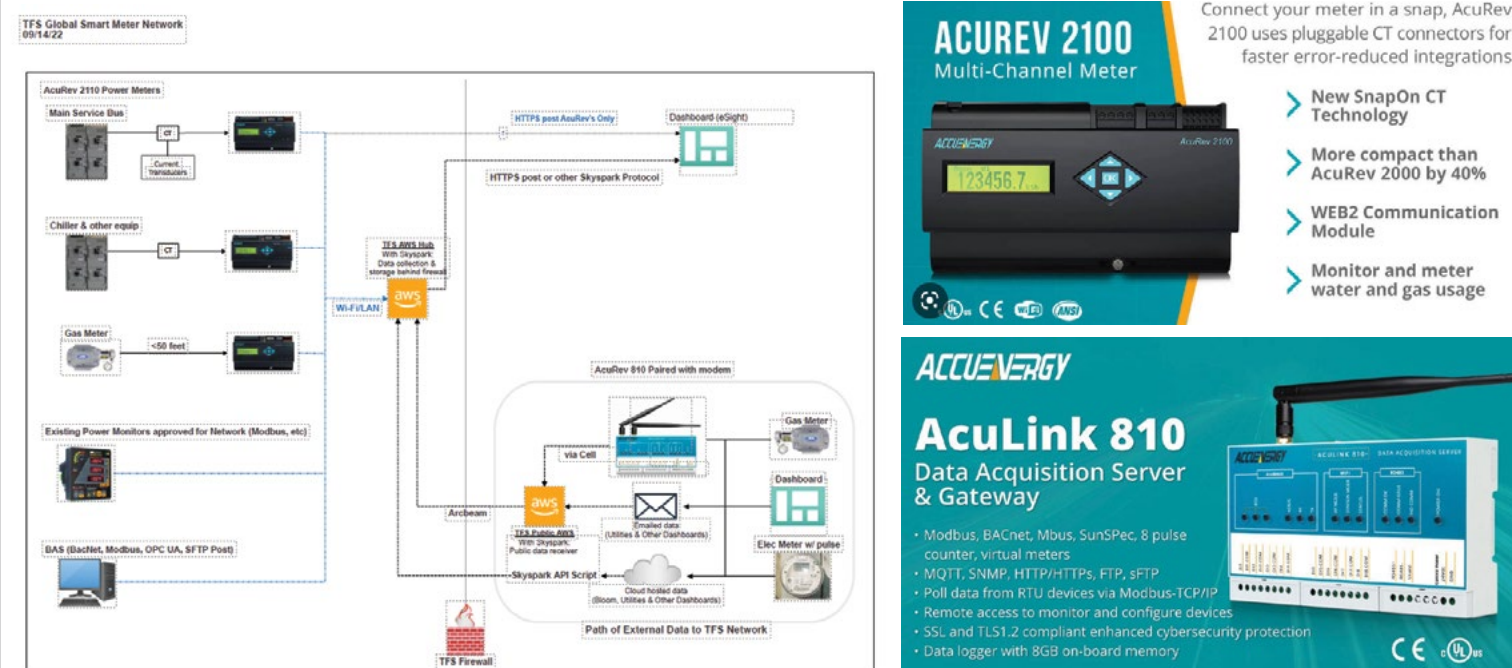 TFS Global Smart Meter Network
09/14/22
AcuRev 2110 Power Meters
Main Service Bus
CT
Current
Transducers
HTTPS post AcuRev's Only
Dashboard (eSight)
HTTPS post or other Skyspark Protocol
Chiller & other equip
CT
TFS AWS Hub
With Skyspark:
Data collection &
storage behind firewall
aws
Wi-Fi/LAN
Gas Meter
<50 feet
AcuRev 810 Paired with modem
Existing Power Monitors approved for Network (Modbus, etc)
via Cell
Gas Meter
Dashboard
aws
Arcbeam
TFS Public AWS
With Skyspark:
Public data receiver
Emailed data:
(Utilities & Other Dashboards)
Elec Meter w/ pulse
BAS (BacNet, Modbus, OPC UA, SFTP Post)
Skyspark API Script
Cloud hosted data
(Bloom, Utilities & Other Dashboards)
Path of External Data to TFS Network
TFS Firewall
ACUREV 2100
Multi-Channel Meter
ACCUENERGY
AcuRev 2100
123456.7
OK
UL us CE WiFi ANSI
Connect your meter in a snap, AcuRev
2100 uses pluggable CT connectors for
faster error-reduced integrations
New SnapOn CT
Technology
More compact than
AcuRev 2000 by 40%
WEB2 Communication
Module
Monitor and meter
water and gas usage
ACCUENERGY
AcuLink 810
Data Acquisition Server
& Gateway
• Modbus, BACnet, Mbus, SunSPec, 8 pulse
counter, virtual meters
• MQTT, SNMP, HTTP/HTTPs, FTP, sFTP
• Poll data from RTU devices via Modbus-TCP/IP
• Remote access to monitor and configure devices
• SSL and TLS1.2 compliant enhanced cybersecurity protection
• Data logger with 8GB on-board memory
ACCUENERGY
ACULINK 810
DATA ACQUISITION SERVER
CE c UL us